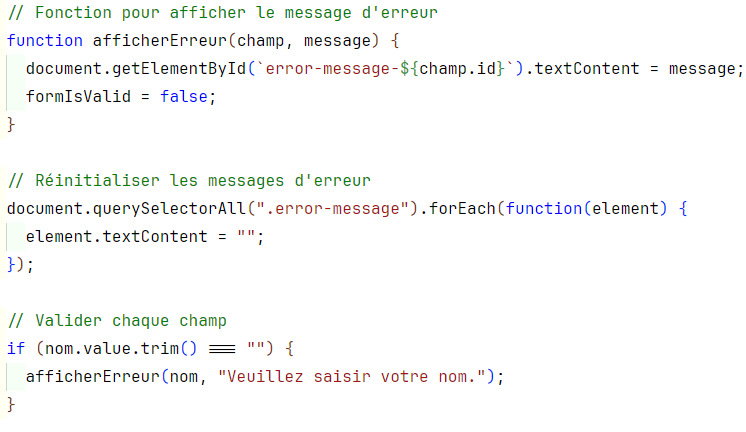 // Fonction pour afficher le message d'erreur
function afficherErreur(champ, message) {
  document.getElementById(`error-message-${champ.id}`).textContent = message;
  formIsValid = false;
}

// Réinitialiser les messages d'erreur
document.querySelectorAll(".error-message").forEach(function(element) {
  element.textContent = "";
});

// Valider chaque champ
if (nom.value.trim() === "") {
  afficherErreur(nom, "Veuillez saisir votre nom.");
}